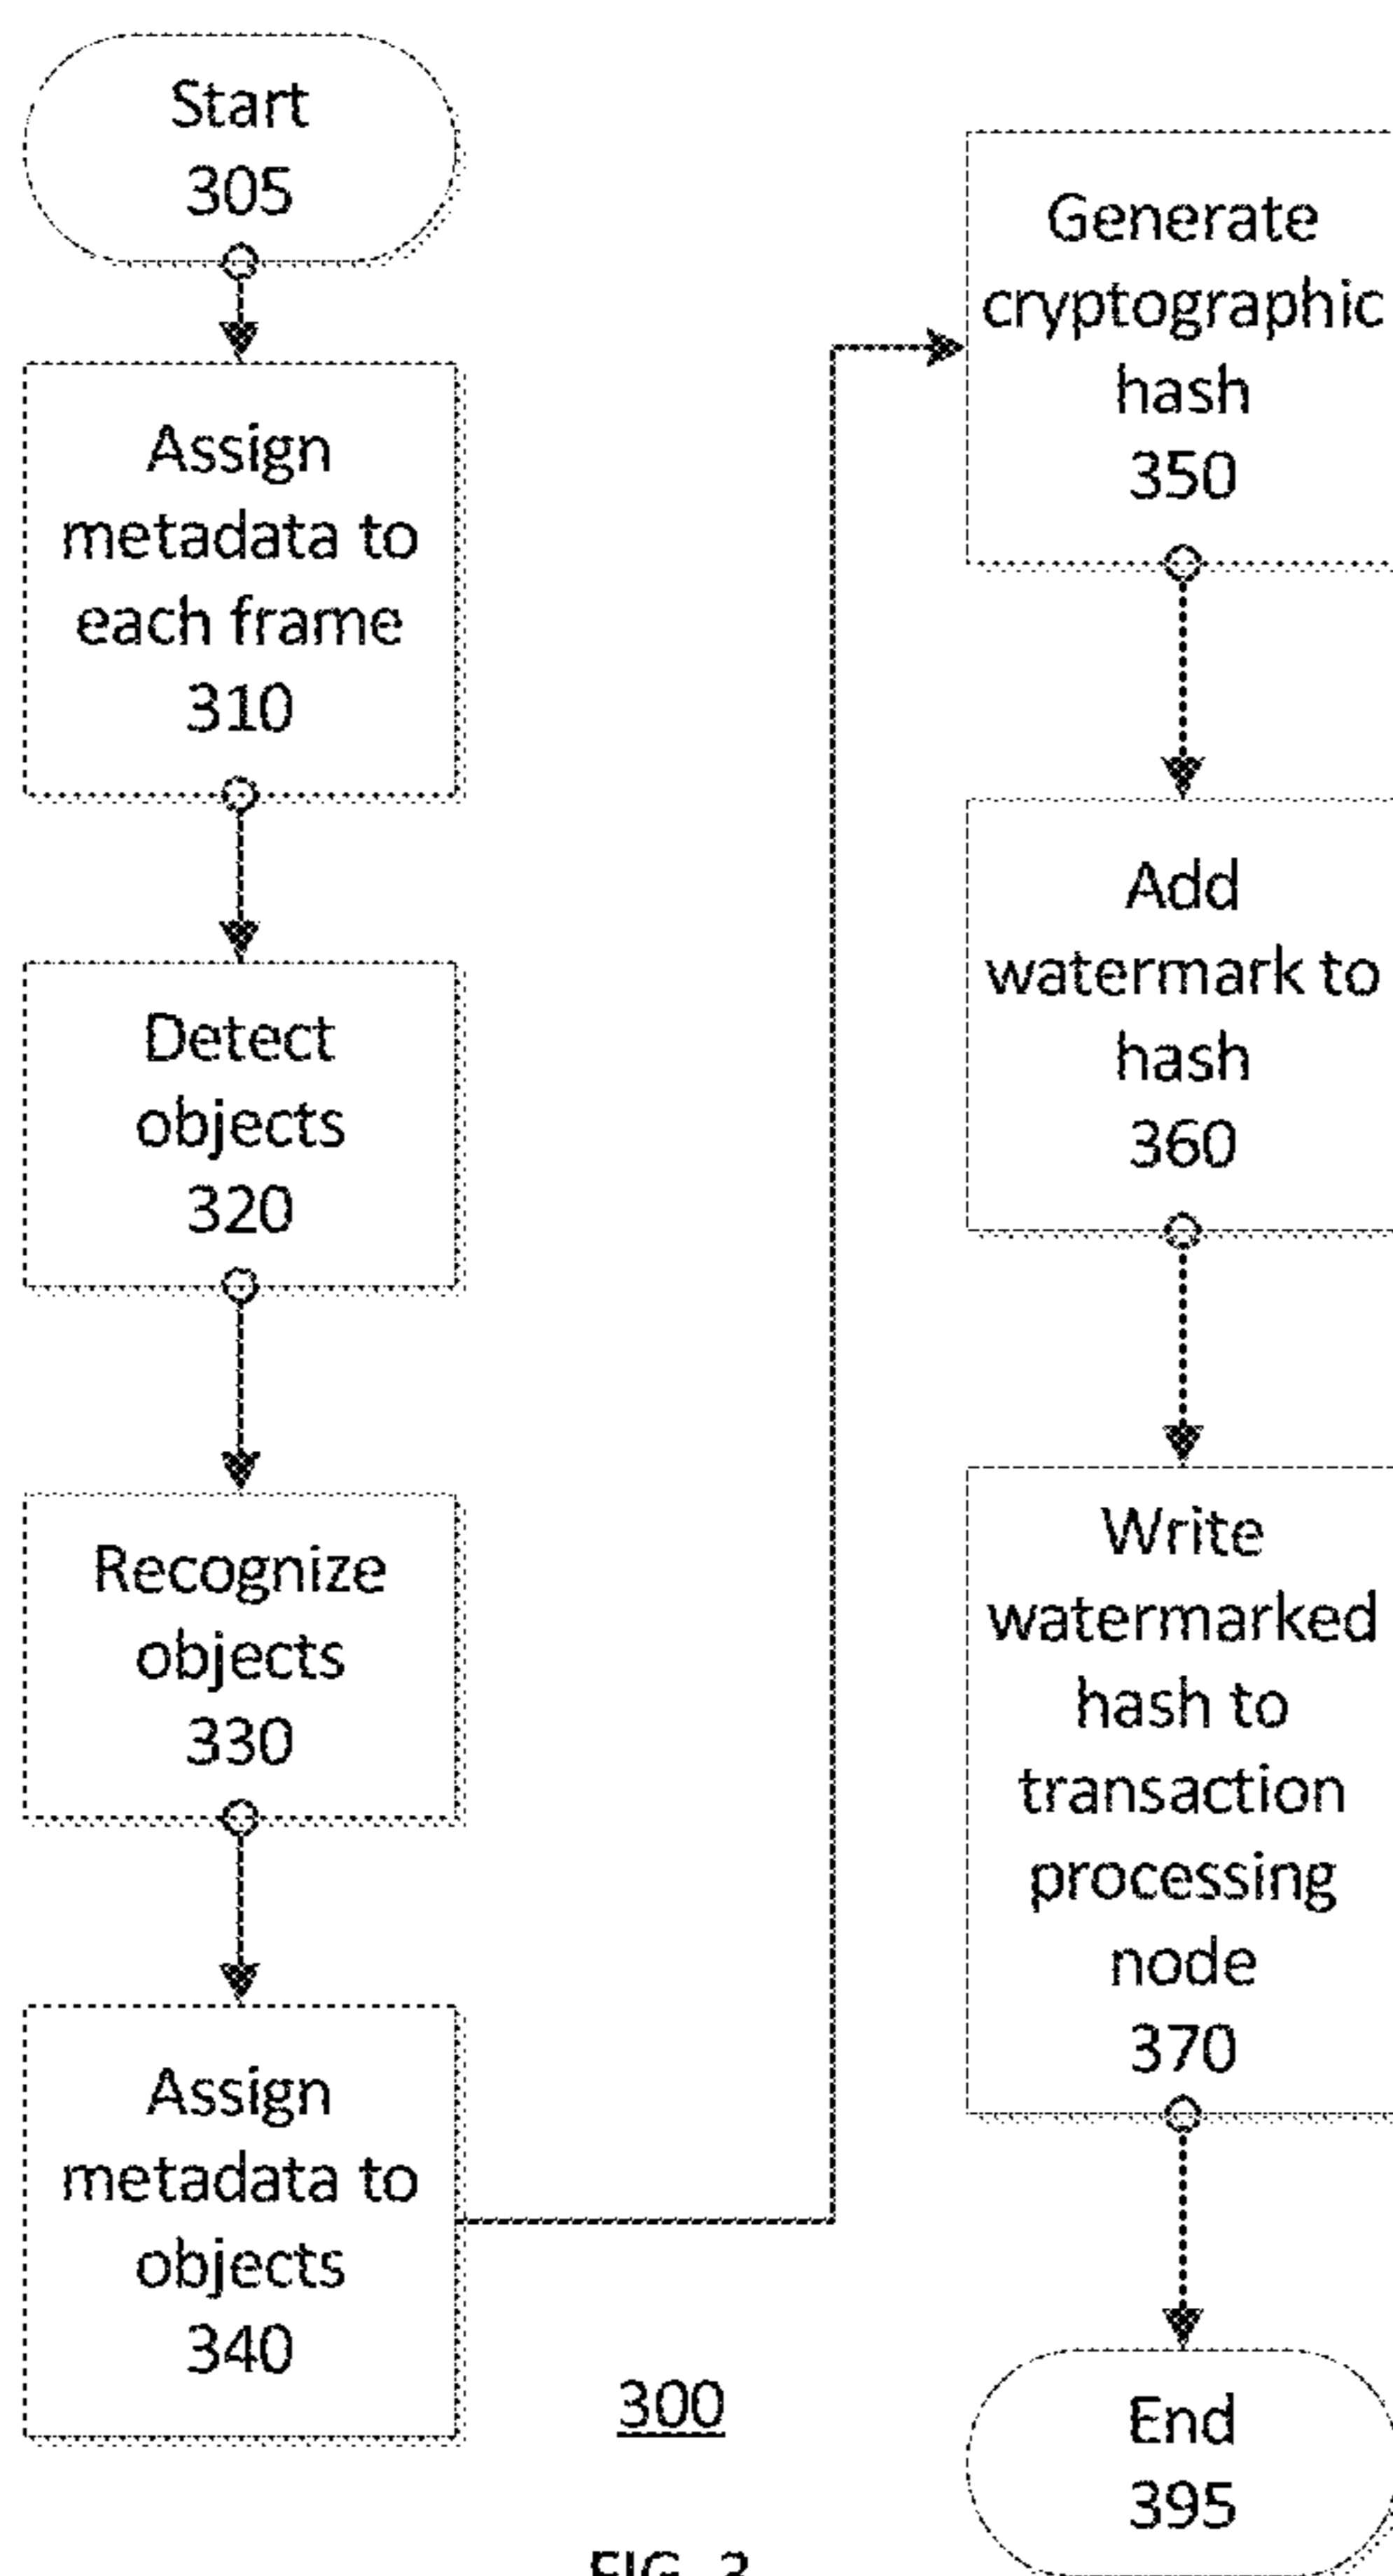 Start
305
Assign
metadata to
each frame
310
Detect
objects
320
Recognize
objects
330
Assign
metadata to
objects
340
Generate
cryptographic
hash
350
Add
watermark to
hash
360
Write
watermarked
hash to
transaction
processing
node
370
End
395
300
FIG. 3